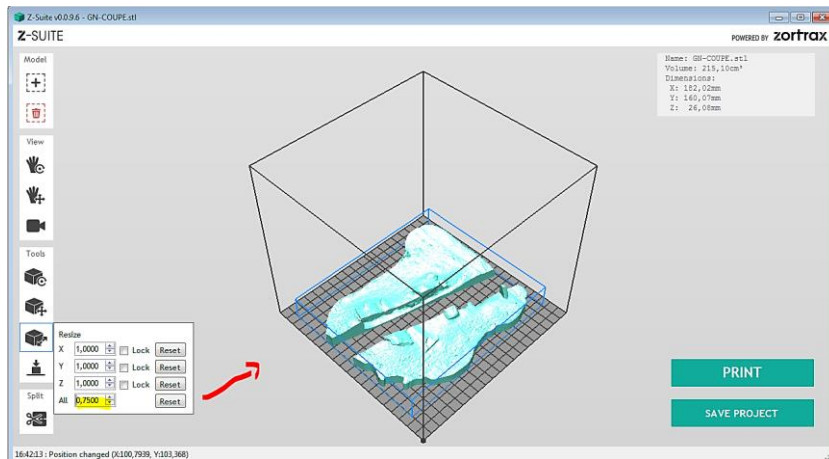 Z-Suite v0.0.9.6 - GN-COUPE.stl
Z-SUITE
POWERED BY zortrax
Model
View
Tools
Split
Name: GN-COUPE.stl
Volume: 215,10cm³
Dimensions:
X: 182,02mm
Y: 160,07mm
Z: 26,08mm
Resize
X 1,0000 Lock Reset
Y 1,0000 Lock Reset
Z 1,0000 Lock Reset
All 0,7500 Reset
PRINT
SAVE PROJECT
16:42:13 : Position changed (X:100,7939, Y:103,368)